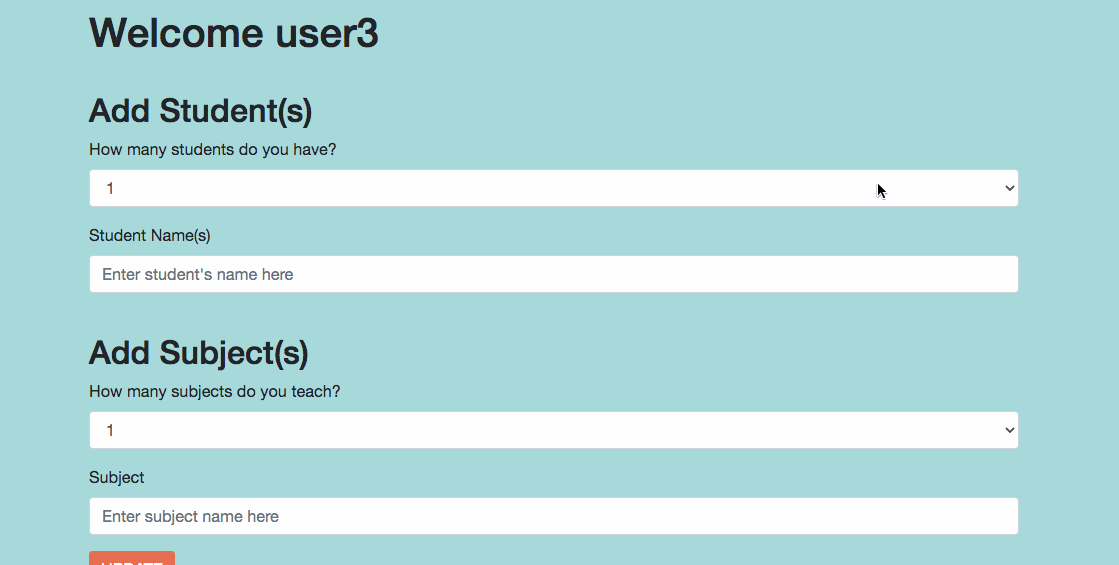 Welcome user3
Add Student(s)
How many students do you have?
1
Student Name(s)
Enter student's name here
Add Subject(s)
How many subjects do you teach?
1
Subject
Enter subject name here
UPDATE